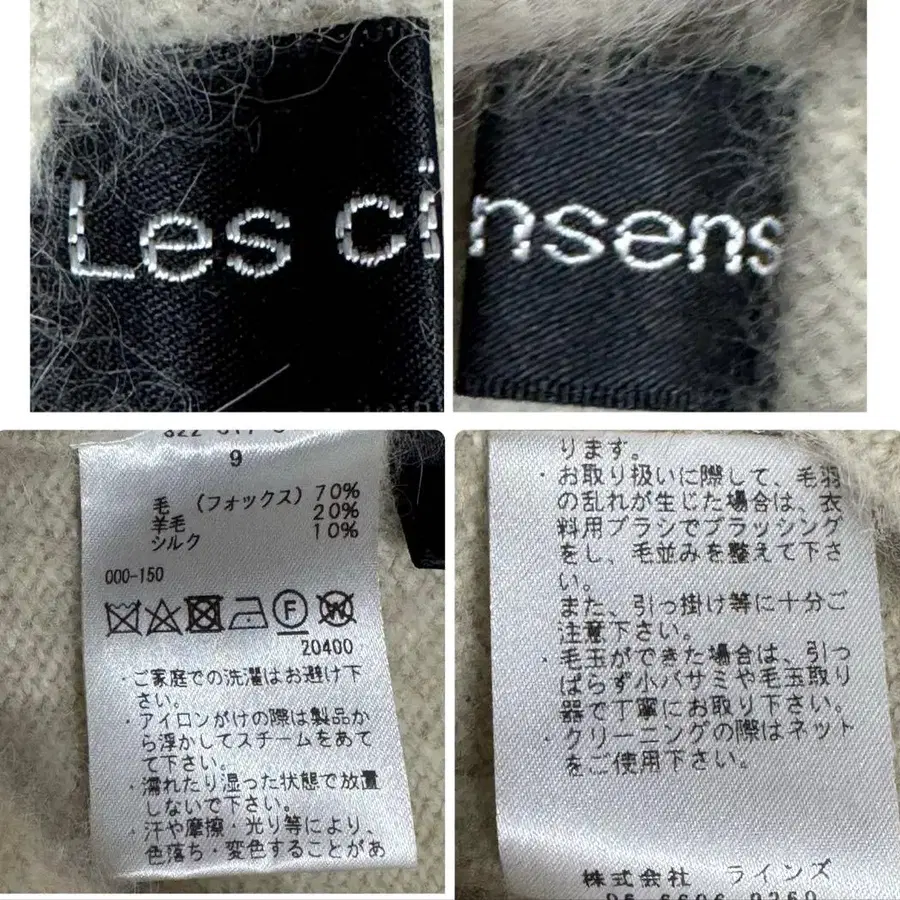 Les ci
nsens
9
毛 (フォックス) 70%
羊毛 20%
シルク 10%
000-150
F
W
20400
・ご家庭での洗濯はお避け下
さい。
・アイロンがけの際は製品か
ら浮かしてスチームをあて
て下さい。
・濡れたり湿った状態で放置
しないで下さい。
・汗や摩擦・光り等により、
色落ち・変色することがあ
ります。
・お取り扱いに際して、毛羽
の乱れが生じた場合は、衣
料用ブラシでブラッシング
をし、毛並みを整えて下さ
い。
また、引っ掛け等に十分ご
注意下さい。
・毛玉ができた場合は、引っ
ぱらず小バサミや毛玉取り
器で丁寧にお取り下さい。
・クリーニングの際はネット
をご使用下さい。
株式会社 ラインズ